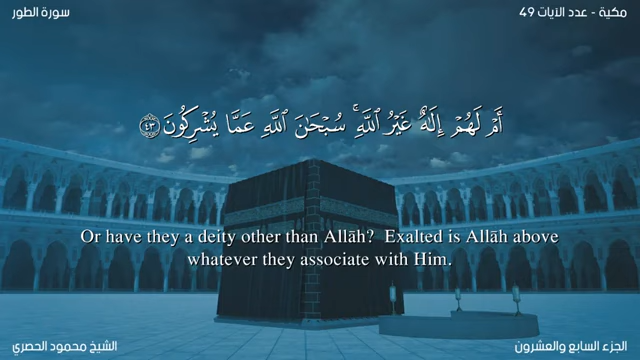 سورة الطور
مكية - عدد الآيات 49
أَمْ لَهُمْ إِلَٰهٌ غَيْرُ ٱللَّهِ ۚ سُبْحَٰنَ ٱللَّهِ عَمَّا يُشْرِكُونَ ٤٣
Or have they a deity other than Allāh?  Exalted is Allāh above
whatever they associate with Him.
الشيخ محمود الحصري
الجزء السابع والعشرون